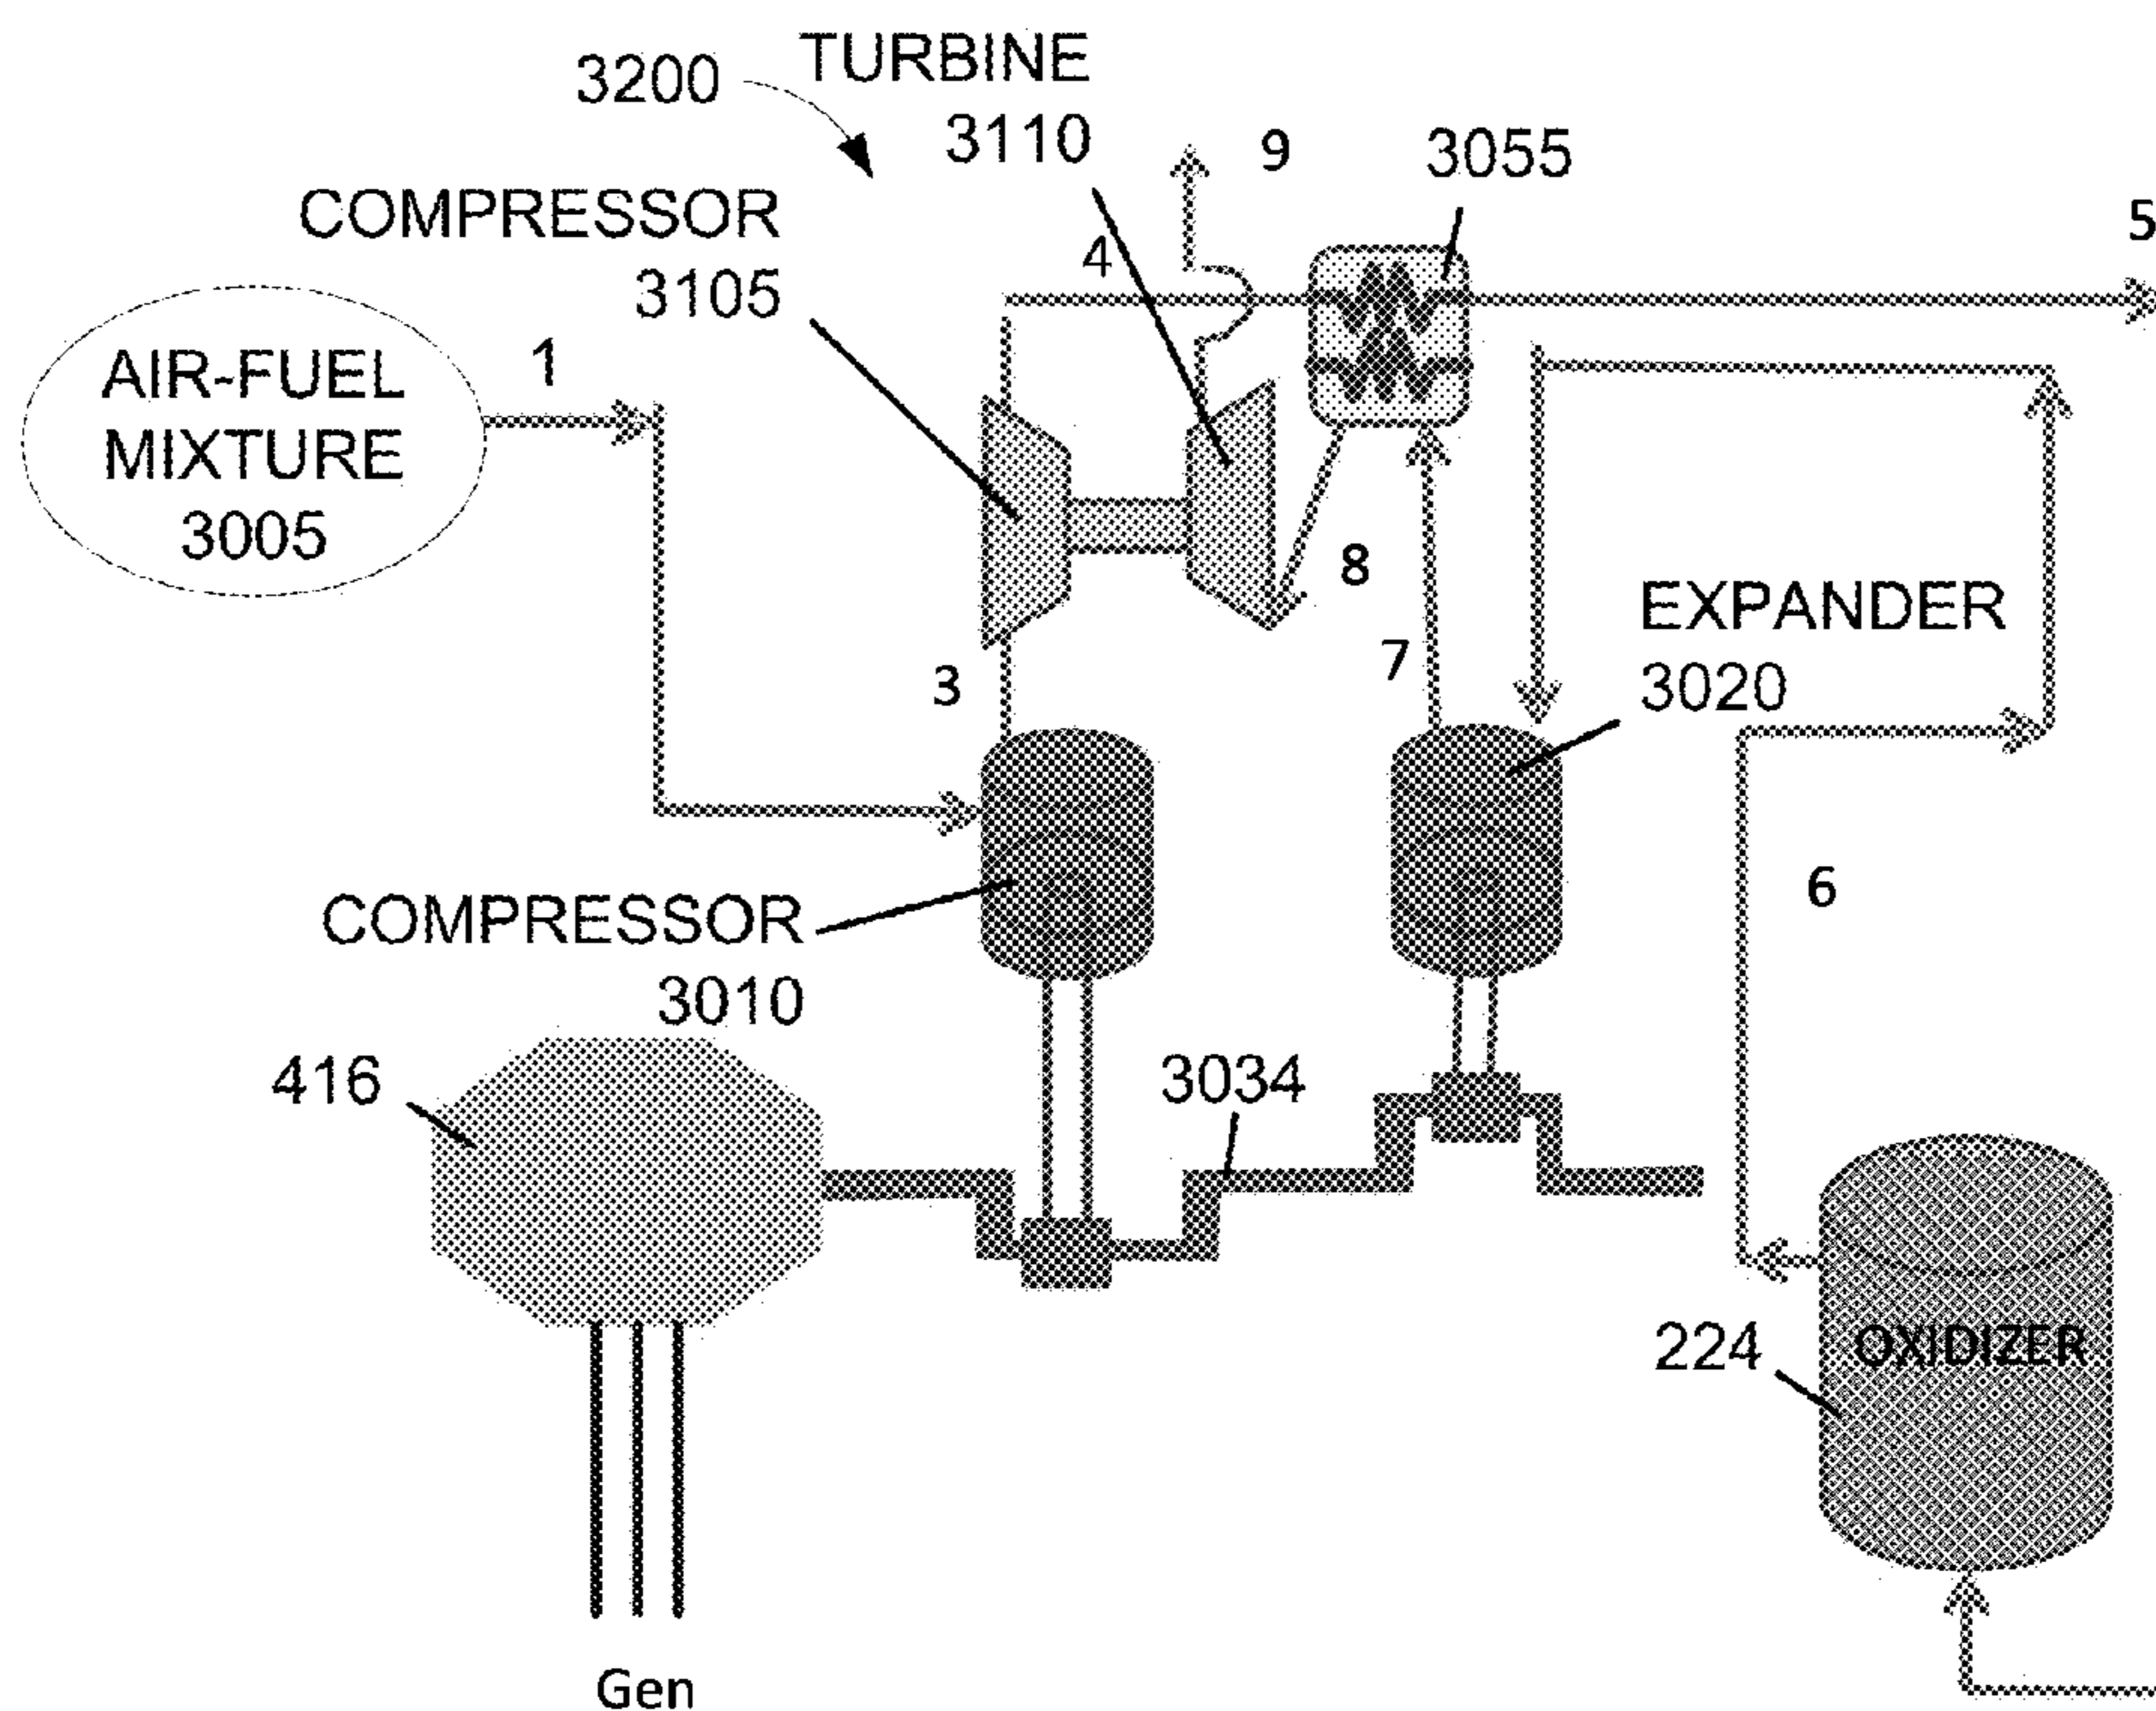 3200
TURBINE
3110
9
3055
COMPRESSOR
3105
4
5
AIR-FUEL
MIXTURE
3005
1
8
7
3
EXPANDER
3020
6
COMPRESSOR
3010
416
3034
224
OXIDIZER
Gen